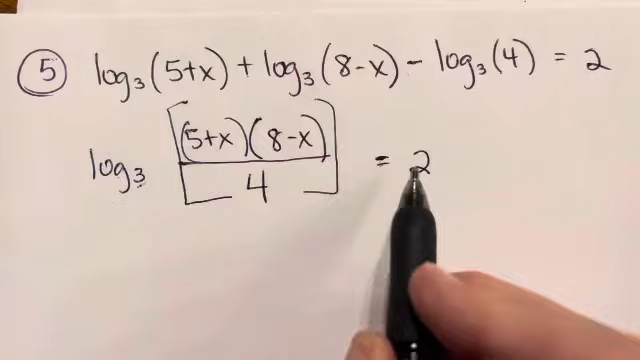 ⑤ log₃(5+x) + log₃(8-x) - log₃(4) = 2
log₃ [(5+x)(8-x)/4] = 2